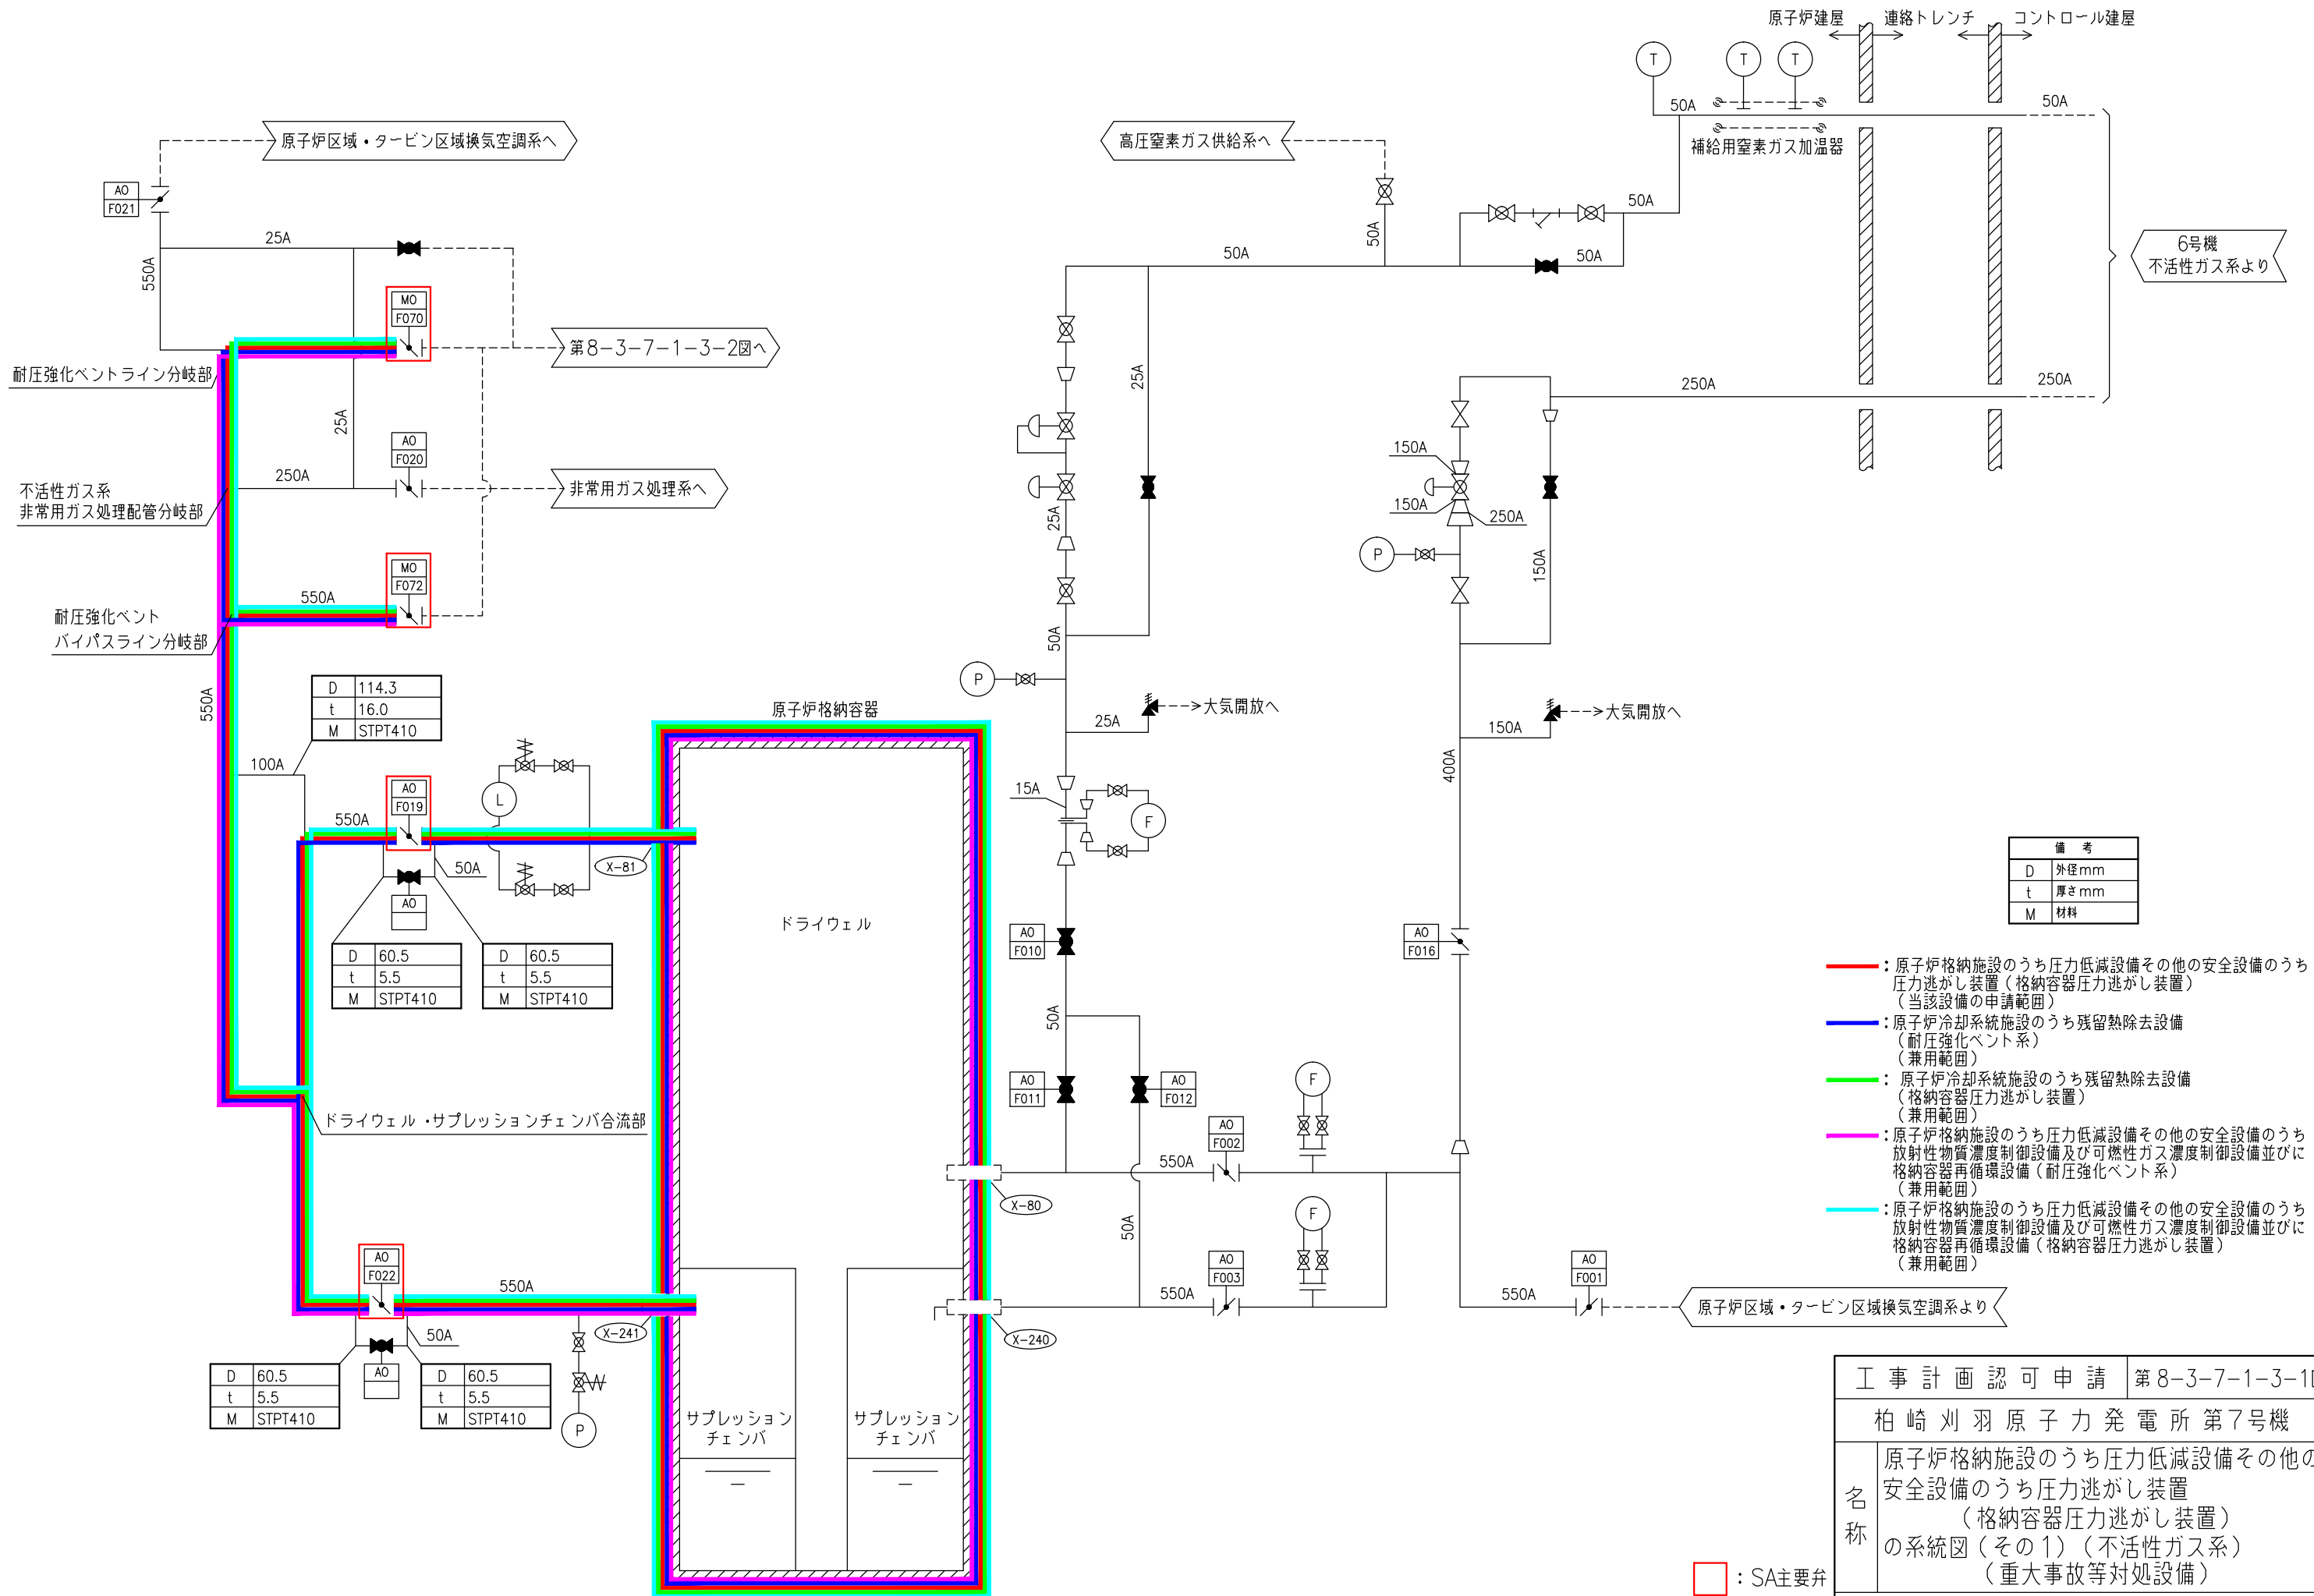 原子炉建屋
連絡トレンチ
コントロール建屋
T
T
T
50A
50A
補給用窒素ガス加温器
原子炉区域・タービン区域換気空調系へ
高圧窒素ガス供給系へ
AO
F021
50A
50A
25A
50A
50A
6号機
不活性ガス系より
550A
MO
F070
第8-3-7-1-3-2図へ
耐圧強化ベントライン分岐部
25A
25A
250A
250A
AO
F020
250A
不活性ガス系
非常用ガス処理配管分岐部
非常用ガス処理系へ
150A
150A
250A
25A
P
150A
MO
F072
550A
耐圧強化ベント
バイパスライン分岐部
50A
P
550A
D 114.3
t 16.0
M STPT410
原子炉格納容器
大気開放へ
25A
大気開放へ
150A
400A
100A
AO
F019
L
15A
F
550A
50A
X-81
AO
備 考
D 外径mm
t 厚さmm
M 材料
ドライウェル
D 60.5
t 5.5
M STPT410
D 60.5
t 5.5
M STPT410
AO
F010
AO
F016
:原子炉格納施設のうち圧力低減設備その他の安全設備のうち
圧力逃がし装置(格納容器圧力逃がし装置)
(当該設備の申請範囲)
:原子炉冷却系統施設のうち残留熱除去設備
(耐圧強化ベント系)
(兼用範囲)
: 原子炉冷却系統施設のうち残留熱除去設備
(格納容器圧力逃がし装置)
(兼用範囲)
:原子炉格納施設のうち圧力低減設備その他の安全設備のうち
放射性物質濃度制御設備及び可燃性ガス濃度制御設備並びに
格納容器再循環設備(耐圧強化ベント系)
(兼用範囲)
:原子炉格納施設のうち圧力低減設備その他の安全設備のうち
放射性物質濃度制御設備及び可燃性ガス濃度制御設備並びに
格納容器再循環設備(格納容器圧力逃がし装置)
(兼用範囲)
50A
AO
F011
AO
F012
F
ドライウェル・サプレッションチェンバ合流部
AO
F002
550A
X-80
F
50A
AO
F022
550A
AO
F003
550A
AO
F001
550A
原子炉区域・タービン区域換気空調系より
X-241
X-240
50A
AO
D 60.5
t 5.5
M STPT410
D 60.5
t 5.5
M STPT410
P
サプレッション
チェンバ
サプレッション
チェンバ
工事計画認可申請
第8-3-7-1-3-1
柏崎刈羽原子力発電所第7号機
名称
原子炉格納施設のうち圧力低減設備その他の
安全設備のうち圧力逃がし装置
(格納容器圧力逃がし装置)
の系統図(その1)(不活性ガス系)
(重大事故等対処設備)
:SA主要弁